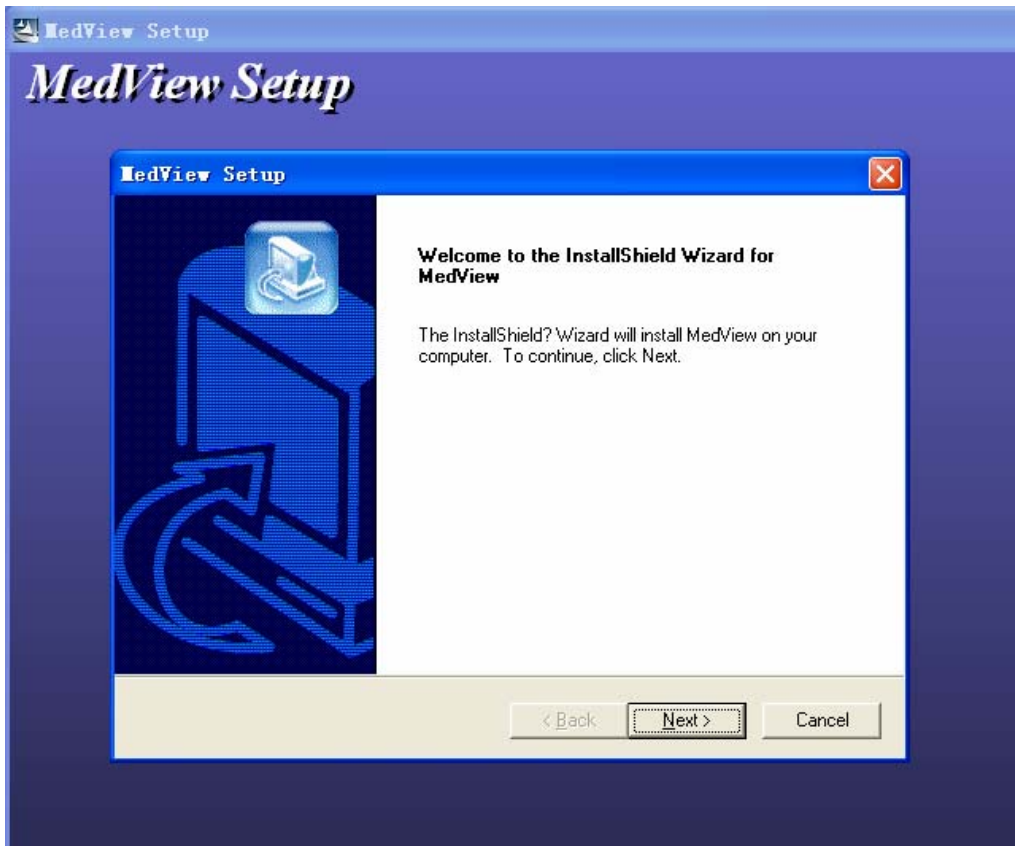 MedView Setup
MedView Setup
MedView Setup
Welcome to the InstallShield Wizard for
MedView
The InstallShield? Wizard will install MedView on your
computer. To continue, click Next.
< Back
Next >
Cancel